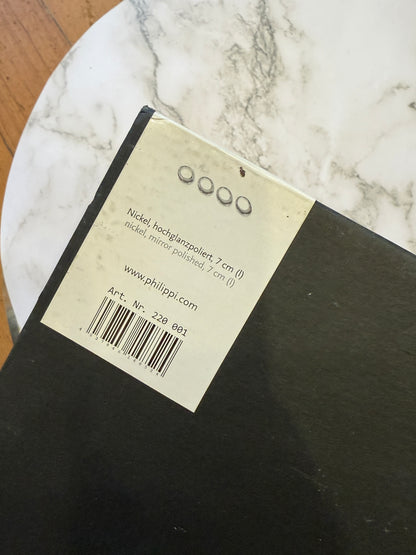 Nickel, hochglanzpoliert, 7 cm (l)
nickel, mirror polished, 7 cm (l)
www.philippi.com
Art. Nr. 220 001